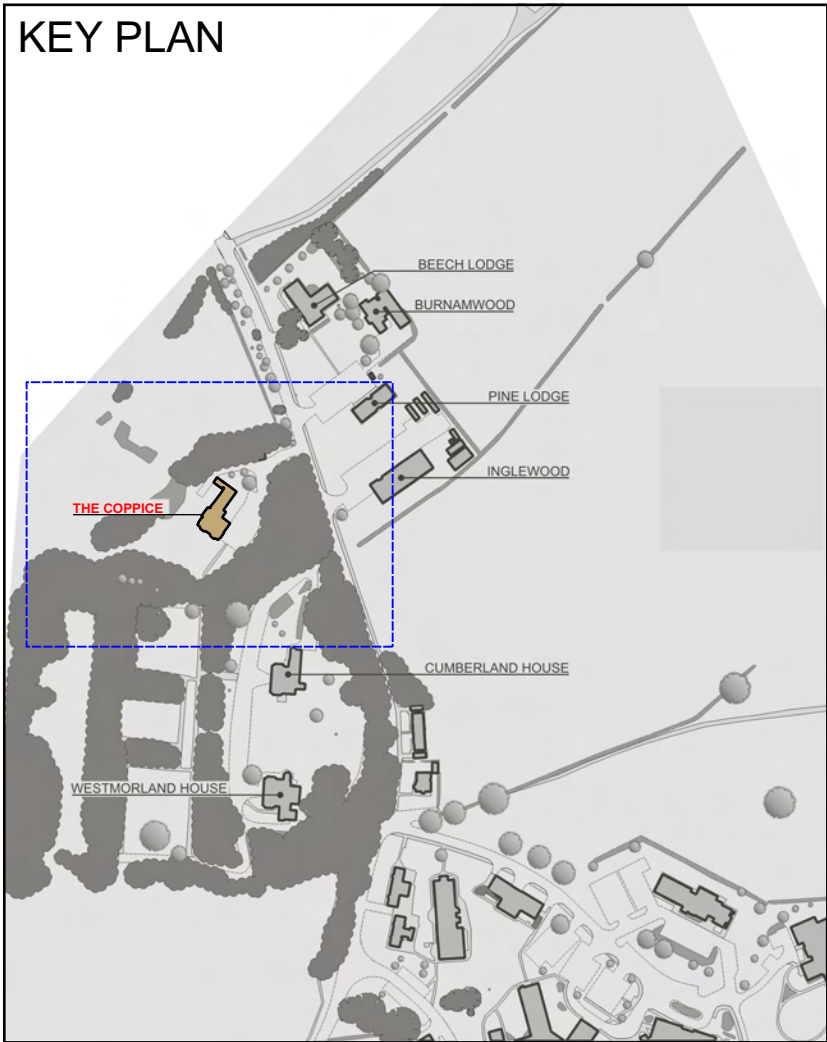 KEY PLAN
BEECH LODGE
BURNAMWOOD
PINE LODGE
INGLEWOOD
THE COPPICE
CUMBERLAND HOUSE
WESTMORLAND HOUSE